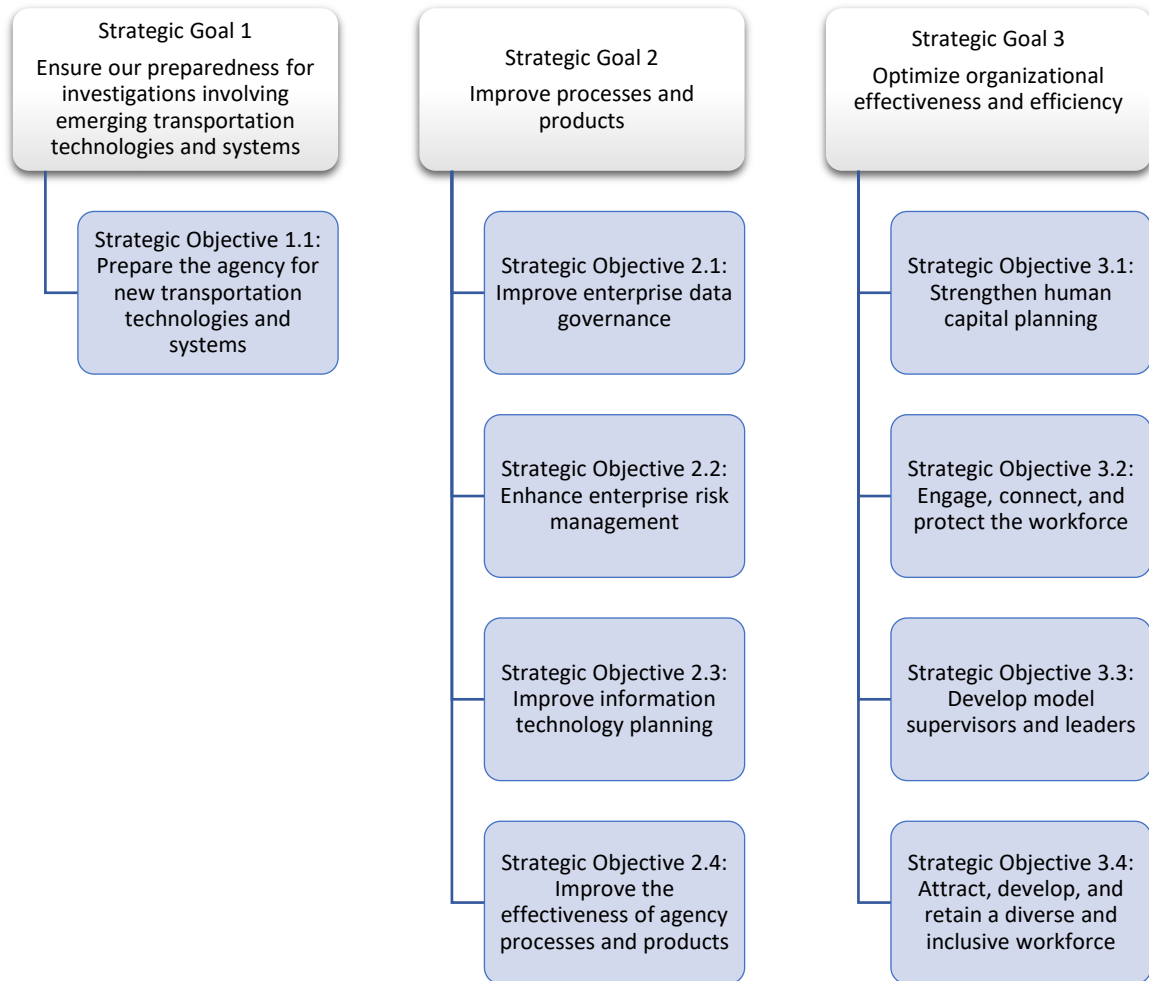 Strategic Goal 1
Ensure our preparedness for
investigations involving
emerging transportation
technologies and systems
Strategic Objective 1.1:
Prepare the agency for
new transportation
technologies and
systems
Strategic Goal 2
Improve processes and
products
Strategic Objective 2.1:
Improve enterprise data
governance
Strategic Objective 2.2:
Enhance enterprise risk
management
Strategic Objective 2.3:
Improve information
technology planning
Strategic Objective 2.4:
Improve the
effectiveness of agency
processes and products
Strategic Goal 3
Optimize organizational
effectiveness and efficiency
Strategic Objective 3.1:
Strengthen human
capital planning
Strategic Objective 3.2:
Engage, connect, and
protect the workforce
Strategic Objective 3.3:
Develop model
supervisors and leaders
Strategic Objective 3.4:
Attract, develop, and
retain a diverse and
inclusive workforce